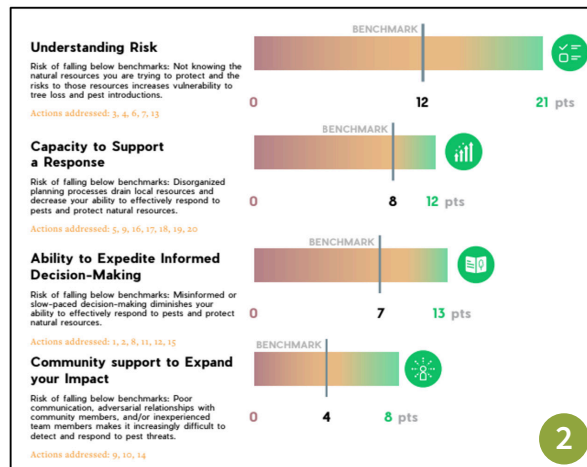 BENCHMARK
Understanding Risk
Risk of falling below benchmarks: Not knowing the
natural resources you are trying to protect and the
risks to those resources increases vulnerability to
tree loss and pest introductions.
Actions addressed: 3, 4, 6, 7, 13
0 12 21 pts
BENCHMARK
Capacity to Support
a Response
Risk of falling below benchmarks: Disorganized
planning processes drain local resources and
decrease your ability to effectively respond to
pests and protect natural resources.
Actions addressed: 5, 9, 16, 17, 18, 19, 20
0 8 12 pts
BENCHMARK
Ability to Expedite Informed
Decision-Making
Risk of falling below benchmarks: Misinformed or
slow-paced decision-making diminishes your
ability to effectively respond to pests and protect
natural resources.
Actions addressed: 1, 2, 8, 11, 12, 15
0 7 13 pts
BENCHMARK
Community support to Expand
your Impact
Risk of falling below benchmarks: Poor
communication, adversarial relationships with
community members, and/or inexperienced
team members makes it increasingly difficult to
detect and respond to pest threats.
Actions addressed: 9, 10, 14
0 4 8 pts
2